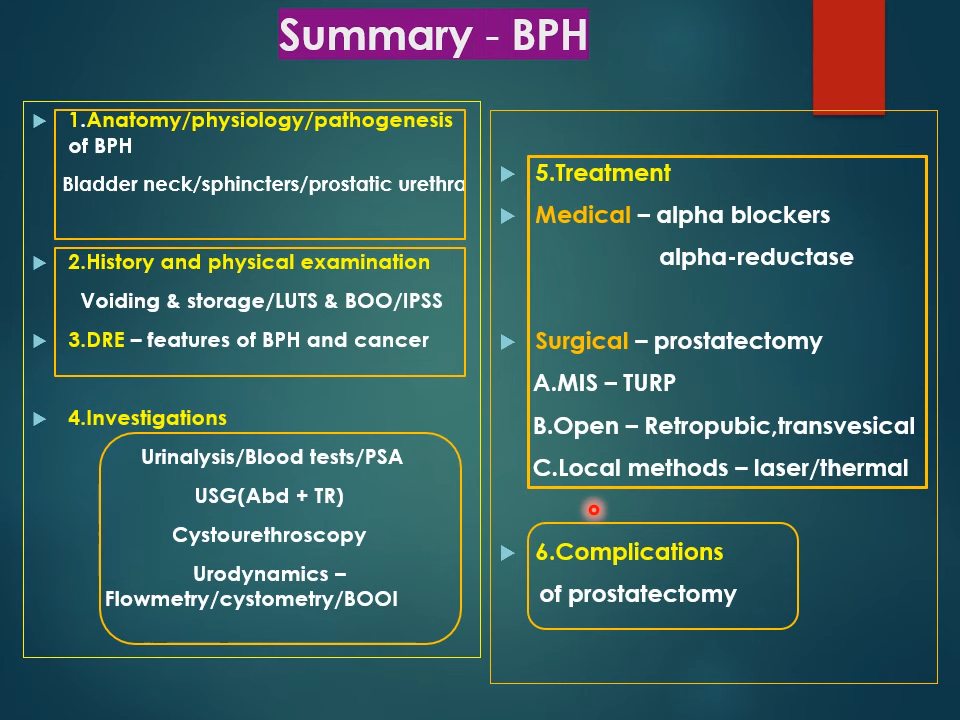 Summary - BPH
1.Anatomy/physiology/pathogenesis
of BPH
Bladder neck/sphincters/prostatic urethra
2.History and physical examination
Voiding & storage/LUTS & BOO/IPSS
3.DRE – features of BPH and cancer
4.Investigations
Urinalysis/Blood tests/PSA
USG(Abd + TR)
Cystourethroscopy
Urodynamics –
Flowmetry/cystometry/BOOI
5.Treatment
Medical – alpha blockers
alpha-reductase
Surgical – prostatectomy
A.MIS – TURP
B.Open – Retropubic,transvesical
C.Local methods – laser/thermal
6.Complications
of prostatectomy